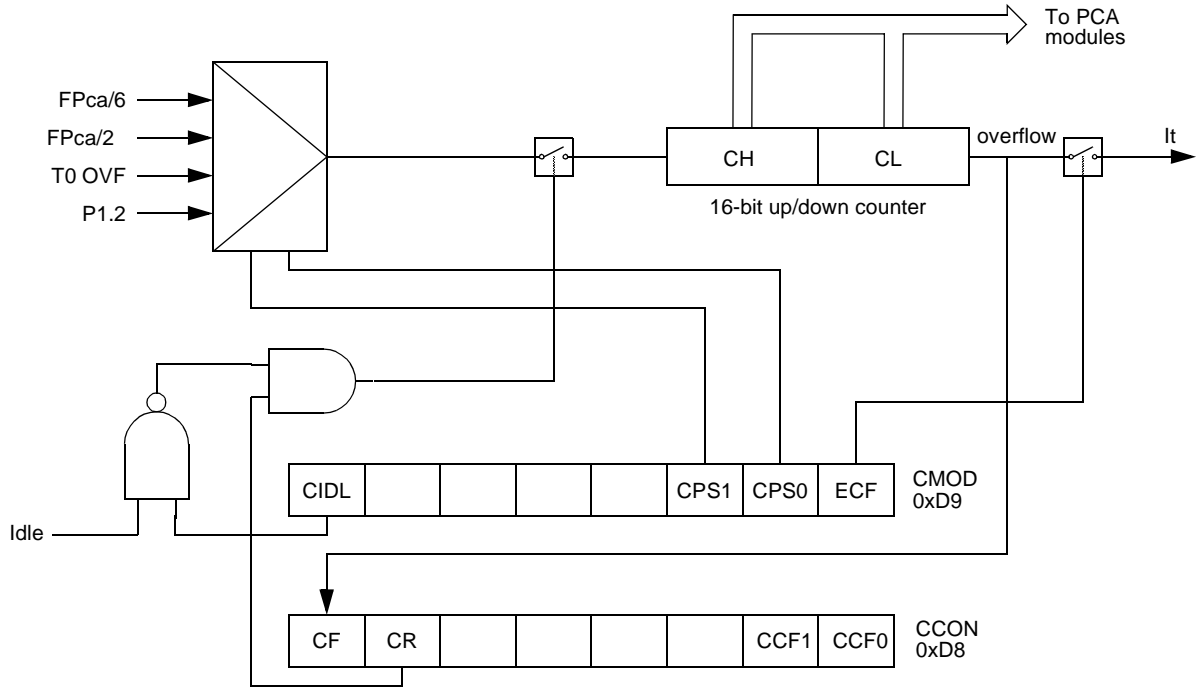 To PCA
modules
FPca/6
FPca/2
T0 OVF
P1.2
CH
CL
overflow
It
16-bit up/down counter
CIDL
CPS1
CPS0
ECF
CMOD
0xD9
Idle
CF
CR
CCF1
CCF0
CCON
0xD8